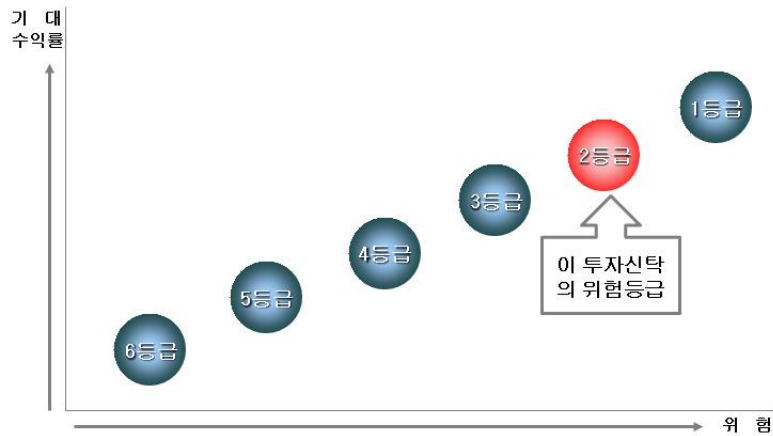 기 대
수익률
1등급
2등급
3등급
이 투자신탁
의 위험등급
4등급
5등급
6등급
위 험